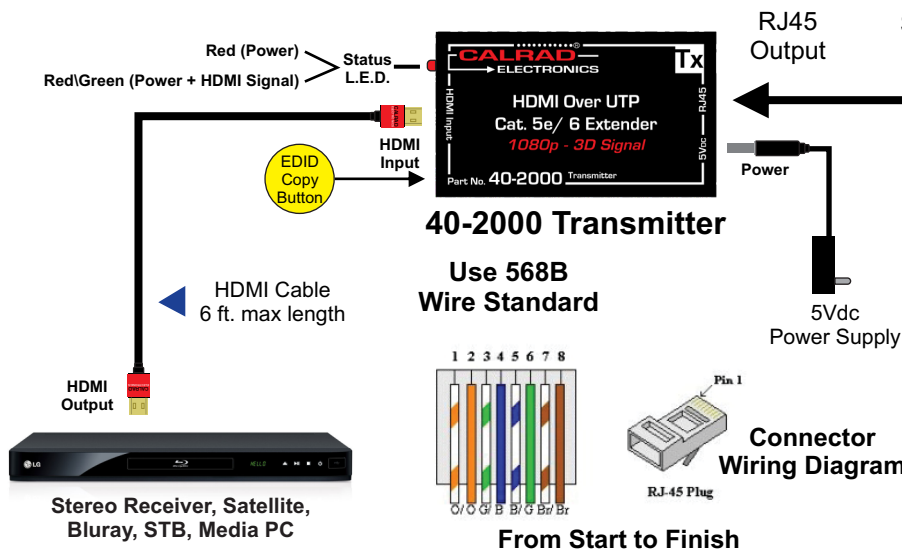 RJ45
Output
Red (Power)
Red\Green (Power + HDMI Signal)
Status
L.E.D.
CALRAD®
ELECTRONICS
Tx
HDMI Input
HDMI Over UTP
Cat. 5e/ 6 Extender
1080p - 3D Signal
Part No. 40-2000 Transmitter
RJ45
5Vdc
CALRAD
HDMI
Input
EDID
Copy
Button
Power
40-2000 Transmitter
Use 568B
Wire Standard
HDMI Cable
6 ft. max length
5Vdc
Power Supply
HDMI
Output
CALRAD
1 2 3 4 5 6 7 8
O/ O G/ B B/ G Br/ Br
Pin 1
RJ-45 Plug
Connector
Wiring Diagram
LG
HELLO
Stereo Receiver, Satellite,
Bluray, STB, Media PC
From Start to Finish